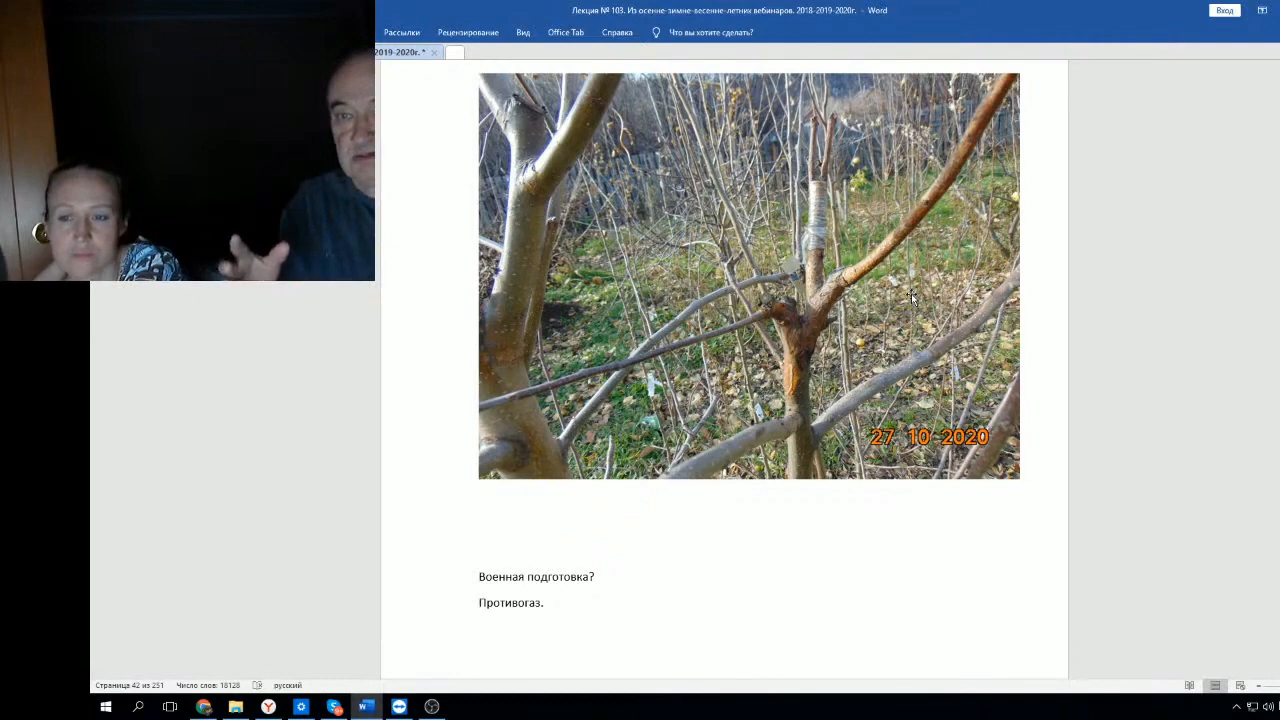 Лекция № 103. Из осенне-зимне-весенне-летних вебинаров. 2018-2019-2020г. - Word
Вход
Рассылки Рецензирование Вид Office Tab Справка Что вы хотите сделать?
2019-2020г. *
27 10 2020
Военная подготовка?
Противогаз.
Страница 42 из 251 Число слов: 18128 русский